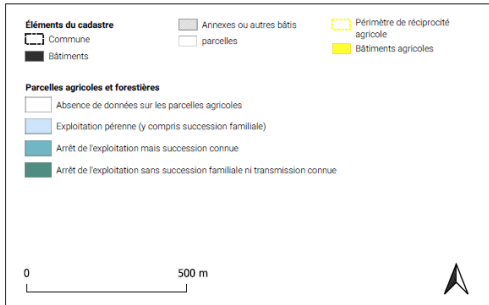 Éléments du cadastre
Commune
Bâtiments
Annexes ou autres bâtis
parcelles
Périmètre de réciprocité
agricole
Bâtiments agricoles
Parcelles agricoles et forestières
Absence de données sur les parcelles agricoles
Exploitation pérenne (y compris succession familiale)
Arrêt de l'exploitation mais succession connue
Arrêt de l'exploitation sans succession familiale ni transmission connue
0 500 m